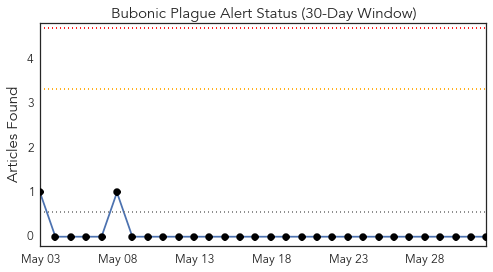 Bubonic Plague Alert Status (30-Day Window)
Articles Found
4
3
2
1
0
May 03 May 08 May 13 May 18 May 23 May 28